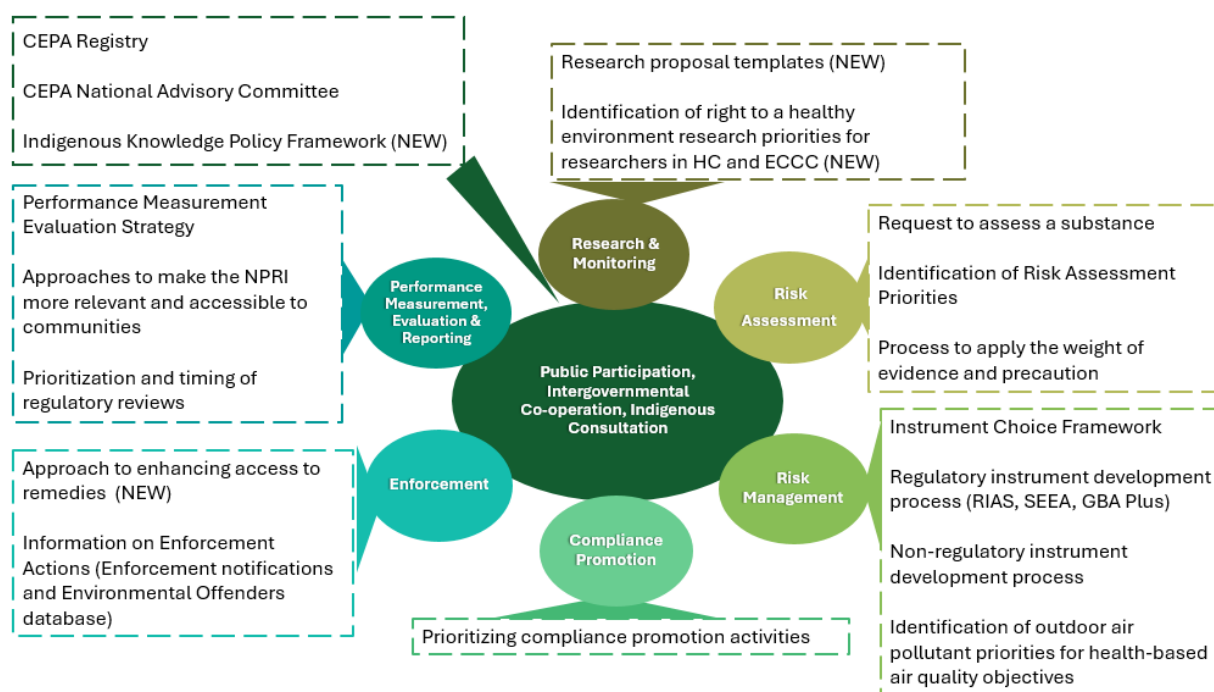 CEPA Registry
CEPA National Advisory Committee
Indigenous Knowledge Policy Framework (NEW)
Research proposal templates (NEW)
Identification of right to a healthy
environment research priorities for
researchers in HC and ECCC (NEW)
Performance Measurement
Evaluation Strategy
Approaches to make the NPRI
more relevant and accessible to
communities
Prioritization and timing of
regulatory reviews
Performance
Measurement,
Evaluation &
Reporting
Research &
Monitoring
Risk
Assessment
Request to assess a substance
Identification of Risk Assessment
Priorities
Process to apply the weight of
evidence and precaution
Public Participation,
Intergovernmental
Co-operation, Indigenous
Consultation
Approach to enhancing access to
remedies (NEW)
Information on Enforcement
Actions (Enforcement notifications
and Environmental Offenders
database)
Enforcement
Compliance
Promotion
Prioritizing compliance promotion activities
Risk
Management
Instrument Choice Framework
Regulatory instrument development
process (RIAS, SEEA, GBA Plus)
Non-regulatory instrument
development process
Identification of outdoor air
pollutant priorities for health-based
air quality objectives